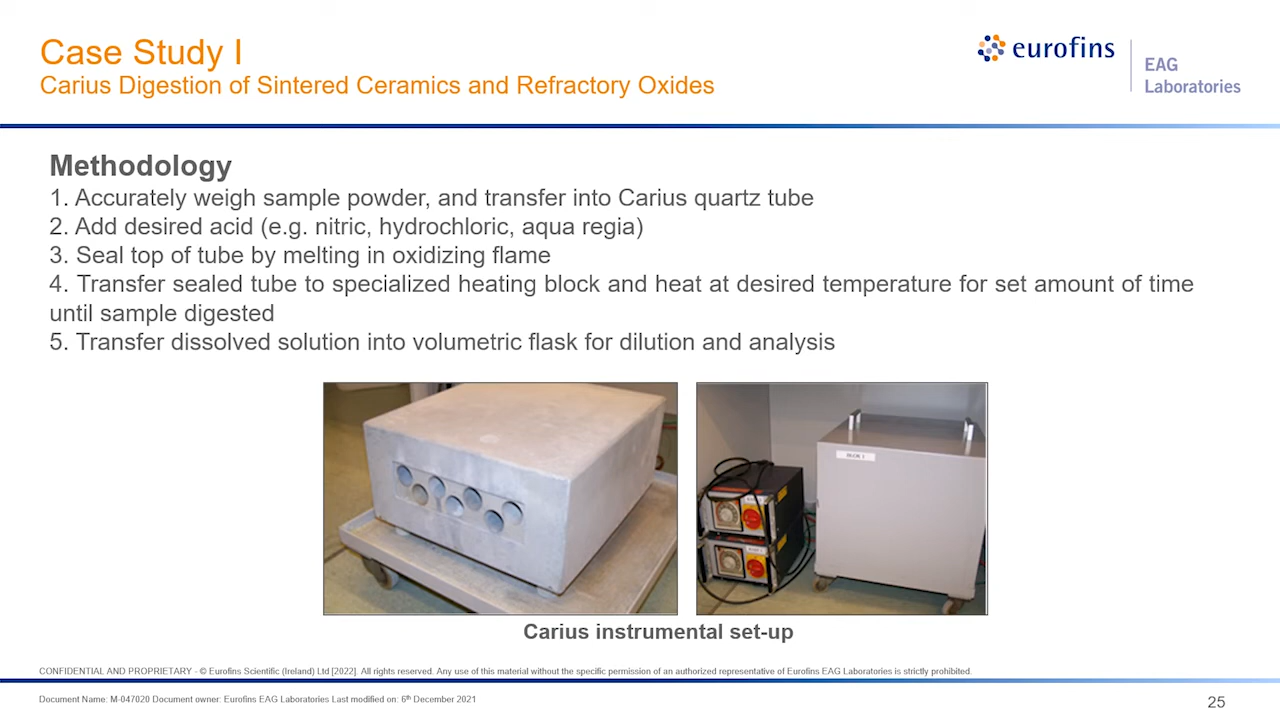 Case Study I
Carius Digestion of Sintered Ceramics and Refractory Oxides
eurofins
EAG
Laboratories
Methodology
1. Accurately weigh sample powder, and transfer into Carius quartz tube
2. Add desired acid (e.g. nitric, hydrochloric, aqua regia)
3. Seal top of tube by melting in oxidizing flame
4. Transfer sealed tube to specialized heating block and heat at desired temperature for set amount of time
until sample digested
5. Transfer dissolved solution into volumetric flask for dilution and analysis
Carius instrumental set-up
CONFIDENTIAL AND PROPRIETARY - © Eurofins Scientific (Ireland) Ltd [2022]. All rights reserved. Any use of this material without the specific permission of an authorized representative of Eurofins EAG Laboratories is strictly prohibited.
Document Name: M-047020 Document owner: Eurofins EAG Laboratories Last modified on: 6th December 2021
25